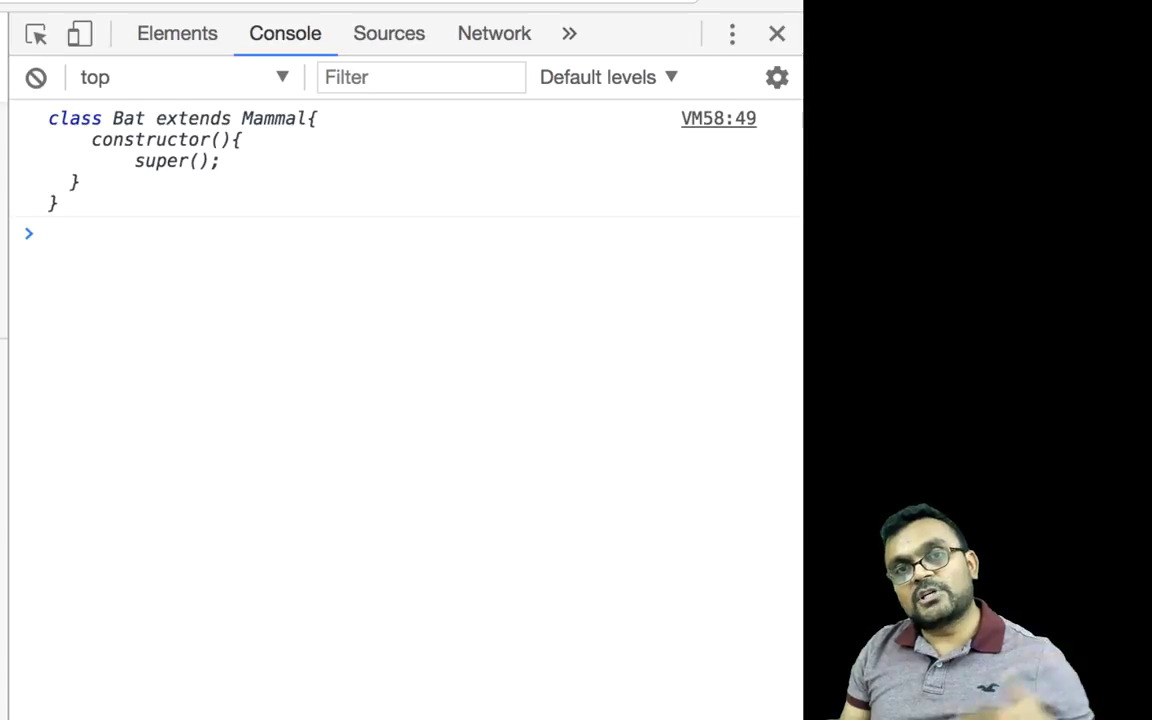 Elements Console Sources Network »
top ▼ Filter Default levels ▼
class Bat extends Mammal{ VM58:49
constructor(){
super();
}
}
>